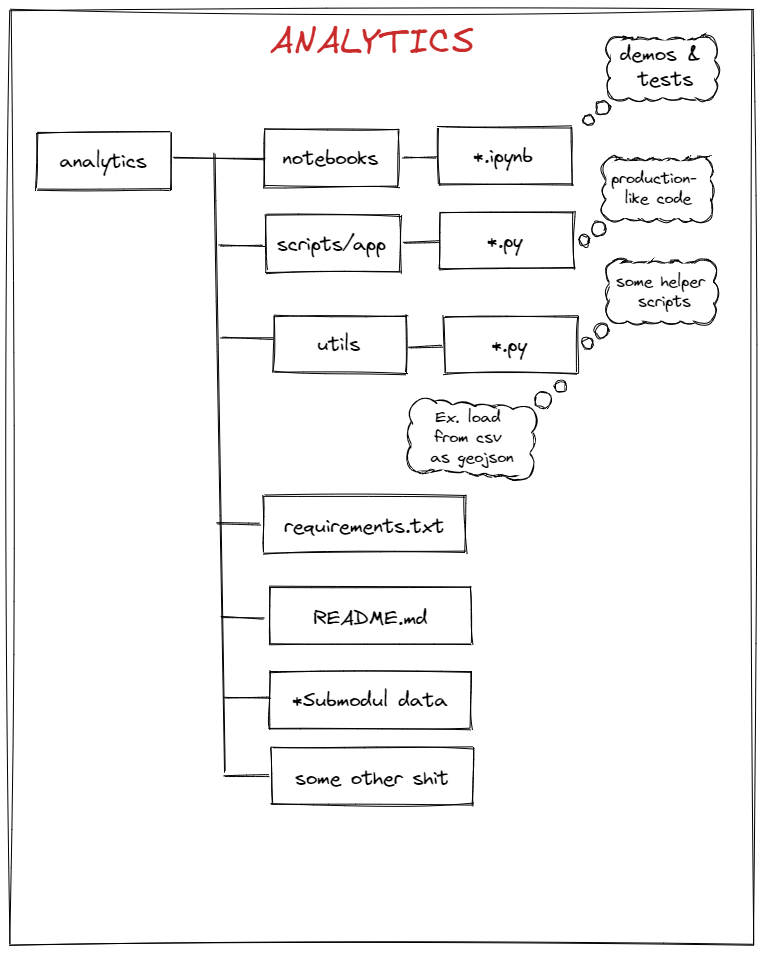 ANALYTICS
demos &
tests
analytics
notebooks
*.ipynb
production-
like code
scripts/app
*.py
some helper
scripts
utils
*.py
Ex. load
from csv
as geojson
requirements.txt
README.md
*Submodul data
some other shit